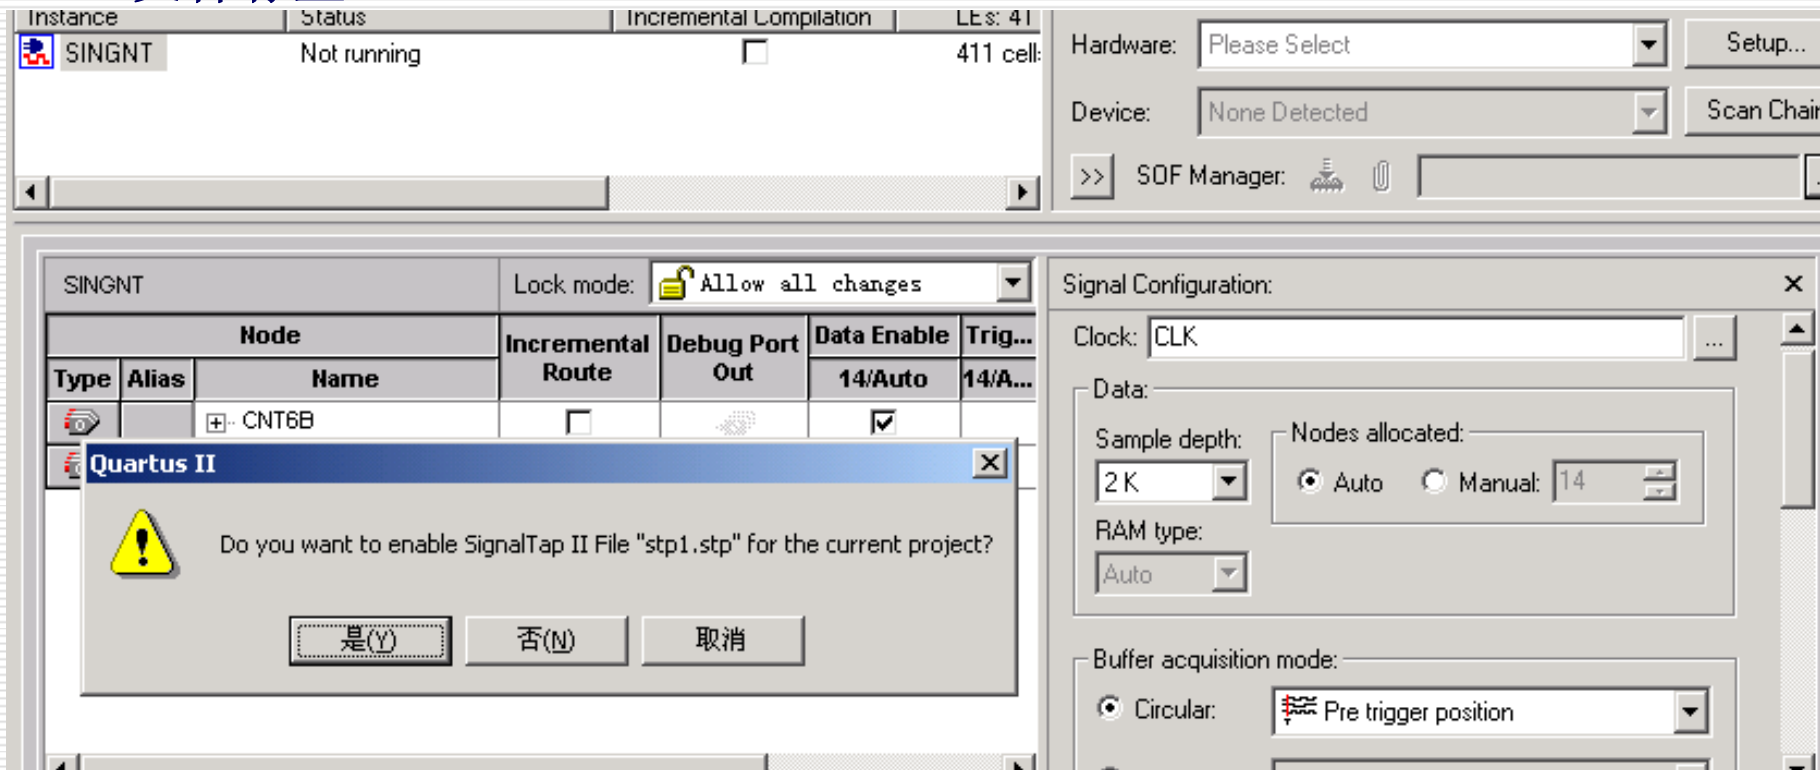 Instance Status Incremental Compilation LEs: 41
SINGNT Not running 411 cell
Hardware: Please Select Setup...
Device: None Detected Scan Chain
>> SOF Manager:
SINGNT Lock mode: Allow all changes
Node Incremental Route Debug Port Out Data Enable Trig...
Type Alias Name 14/Auto 14/A...
CNT6B
Quartus II
Do you want to enable SignalTap II File "stp1.stp" for the current project?
是(Y) 否(N) 取消
Signal Configuration:
Clock: CLK ...
Data:
Sample depth: Nodes allocated:
2 K Auto Manual: 14
RAM type:
Auto
Buffer acquisition mode:
Circular: Pre trigger position